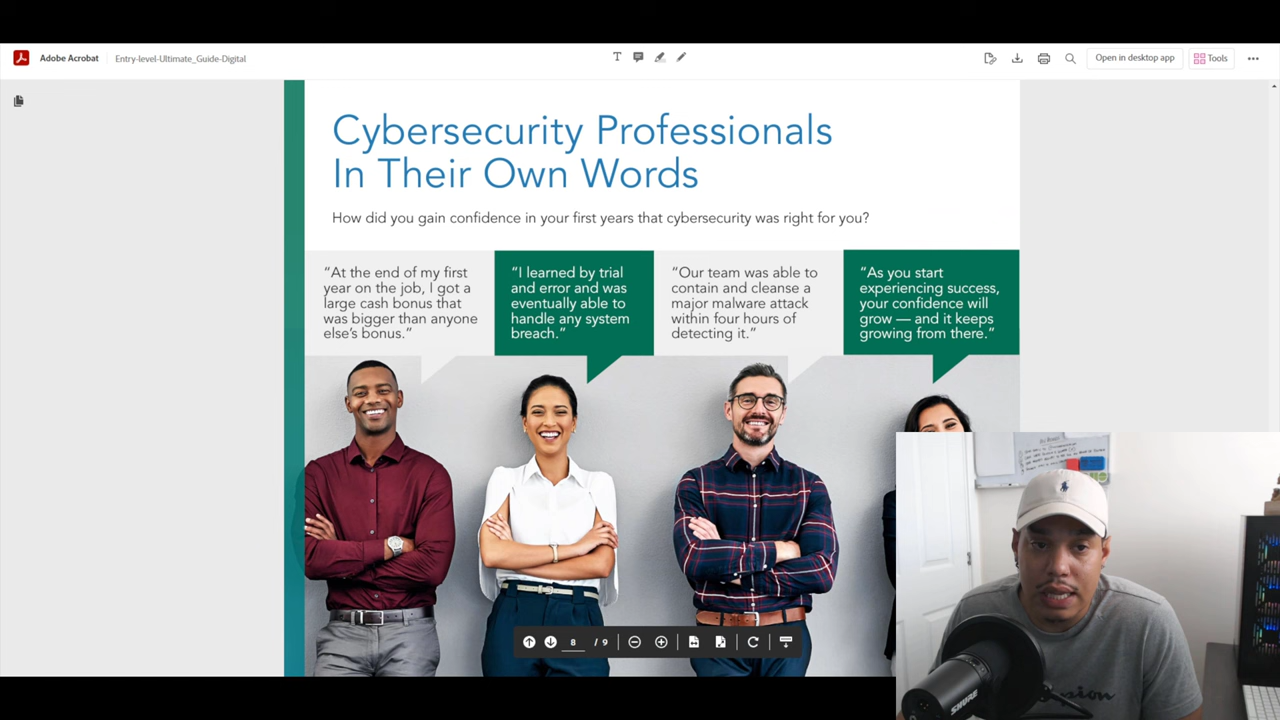 Adobe Acrobat
Entry-level-Ultimate_Guide-Digital
Open in desktop app
Tools
Cybersecurity Professionals
In Their Own Words
How did you gain confidence in your first years that cybersecurity was right for you?
“At the end of my first
year on the job, I got a
large cash bonus that
was bigger than anyone
else’s bonus.”
“I learned by trial
and error and was
eventually able to
handle any system
breach.”
“Our team was able to
contain and cleanse a
major malware attack
within four hours of
detecting it.”
“As you start
experiencing success,
your confidence will
grow — and it keeps
growing from there.”
8 / 9
SHURE